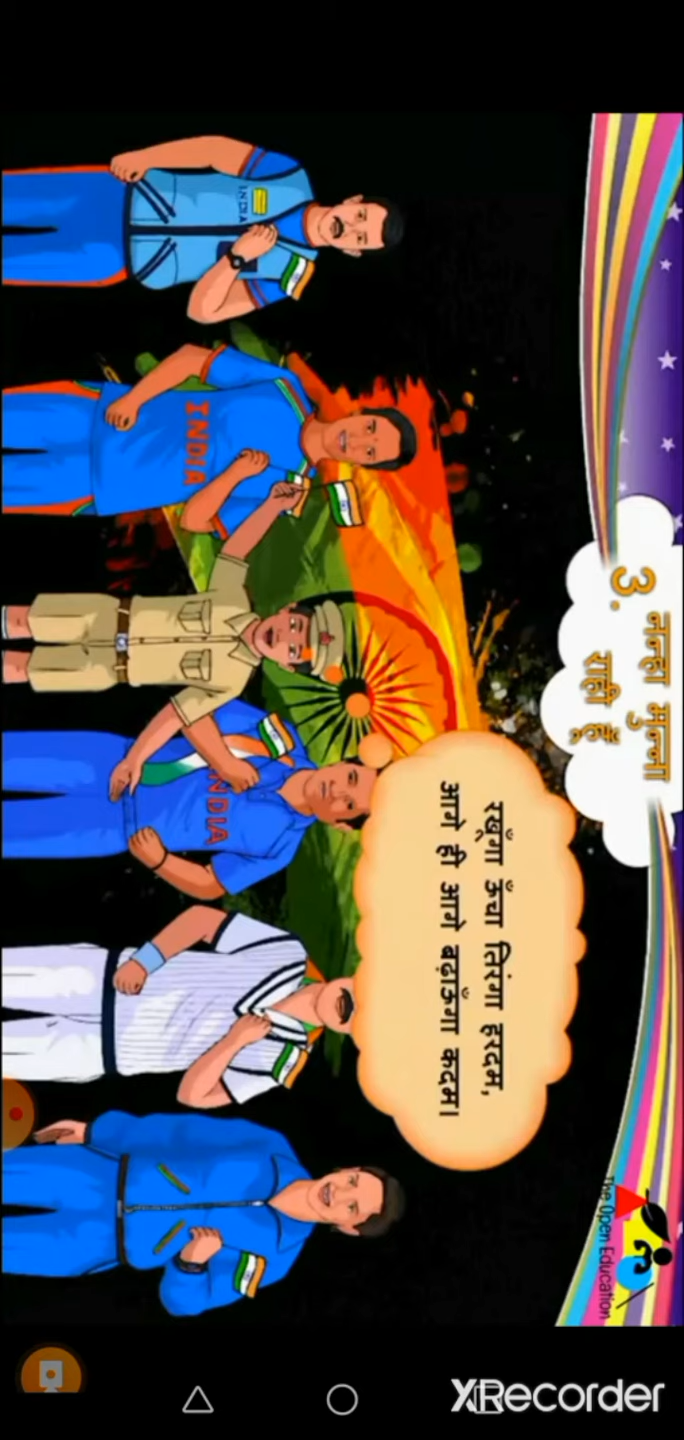 3. नन्हा मुन्ना
राही हूँ
रखूँगा ऊँचा तिरंगा हरदम,
आगे ही आगे बढ़ाऊँगा कदम।
INDIA
INDIA
INDIA
The Open Education
XRecorder